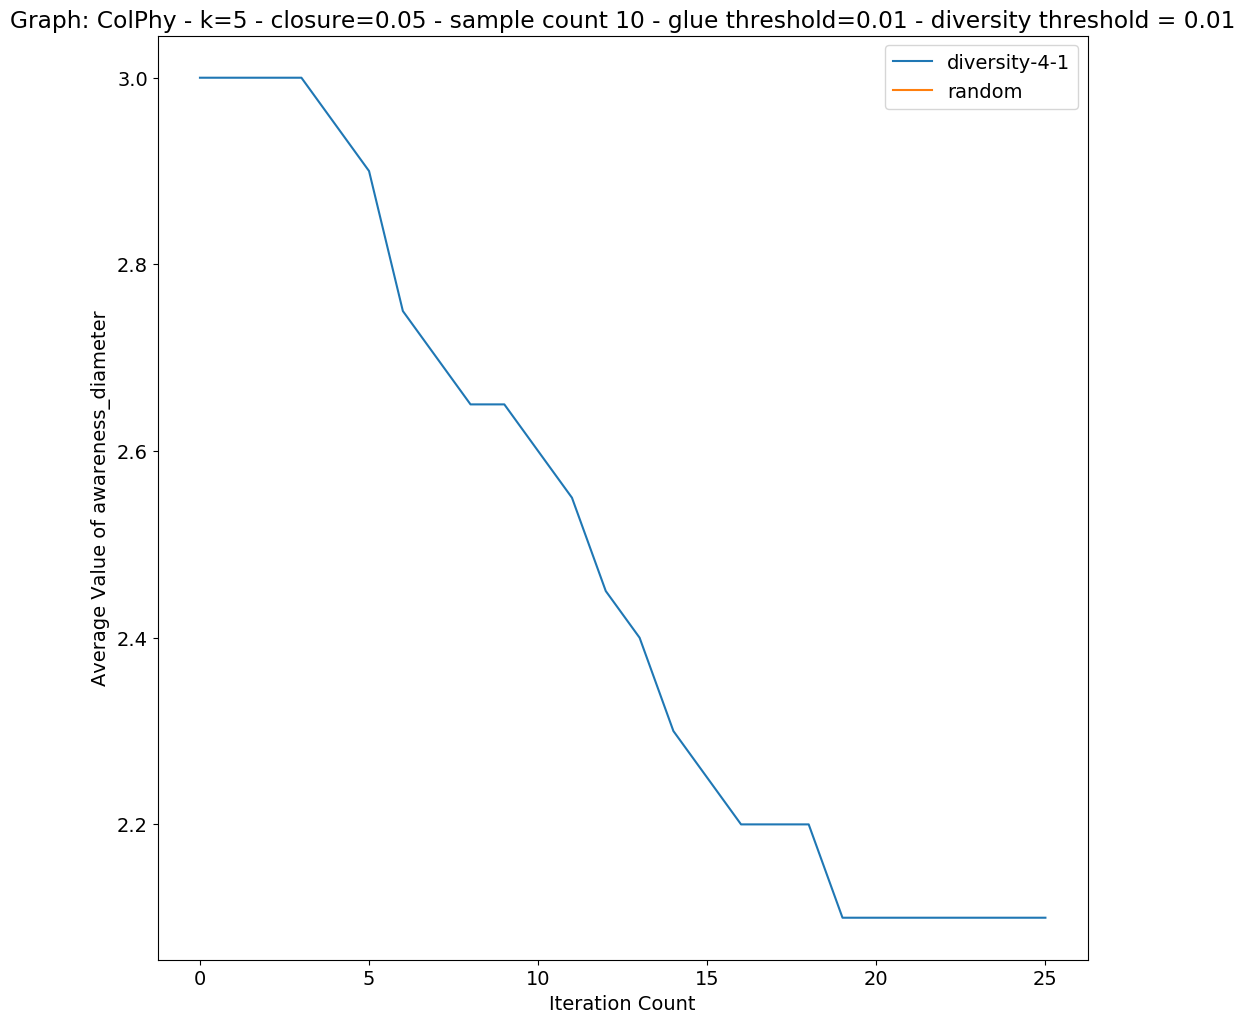 Graph: ColPhy - k=5 - closure=0.05 - sample count 10 - glue threshold=0.01 - diversity threshold = 0.01
diversity-4-1
random
3.0
2.8
2.6
2.4
2.2
Average Value of awareness_diameter
0 5 10 15 20 25
Iteration Count